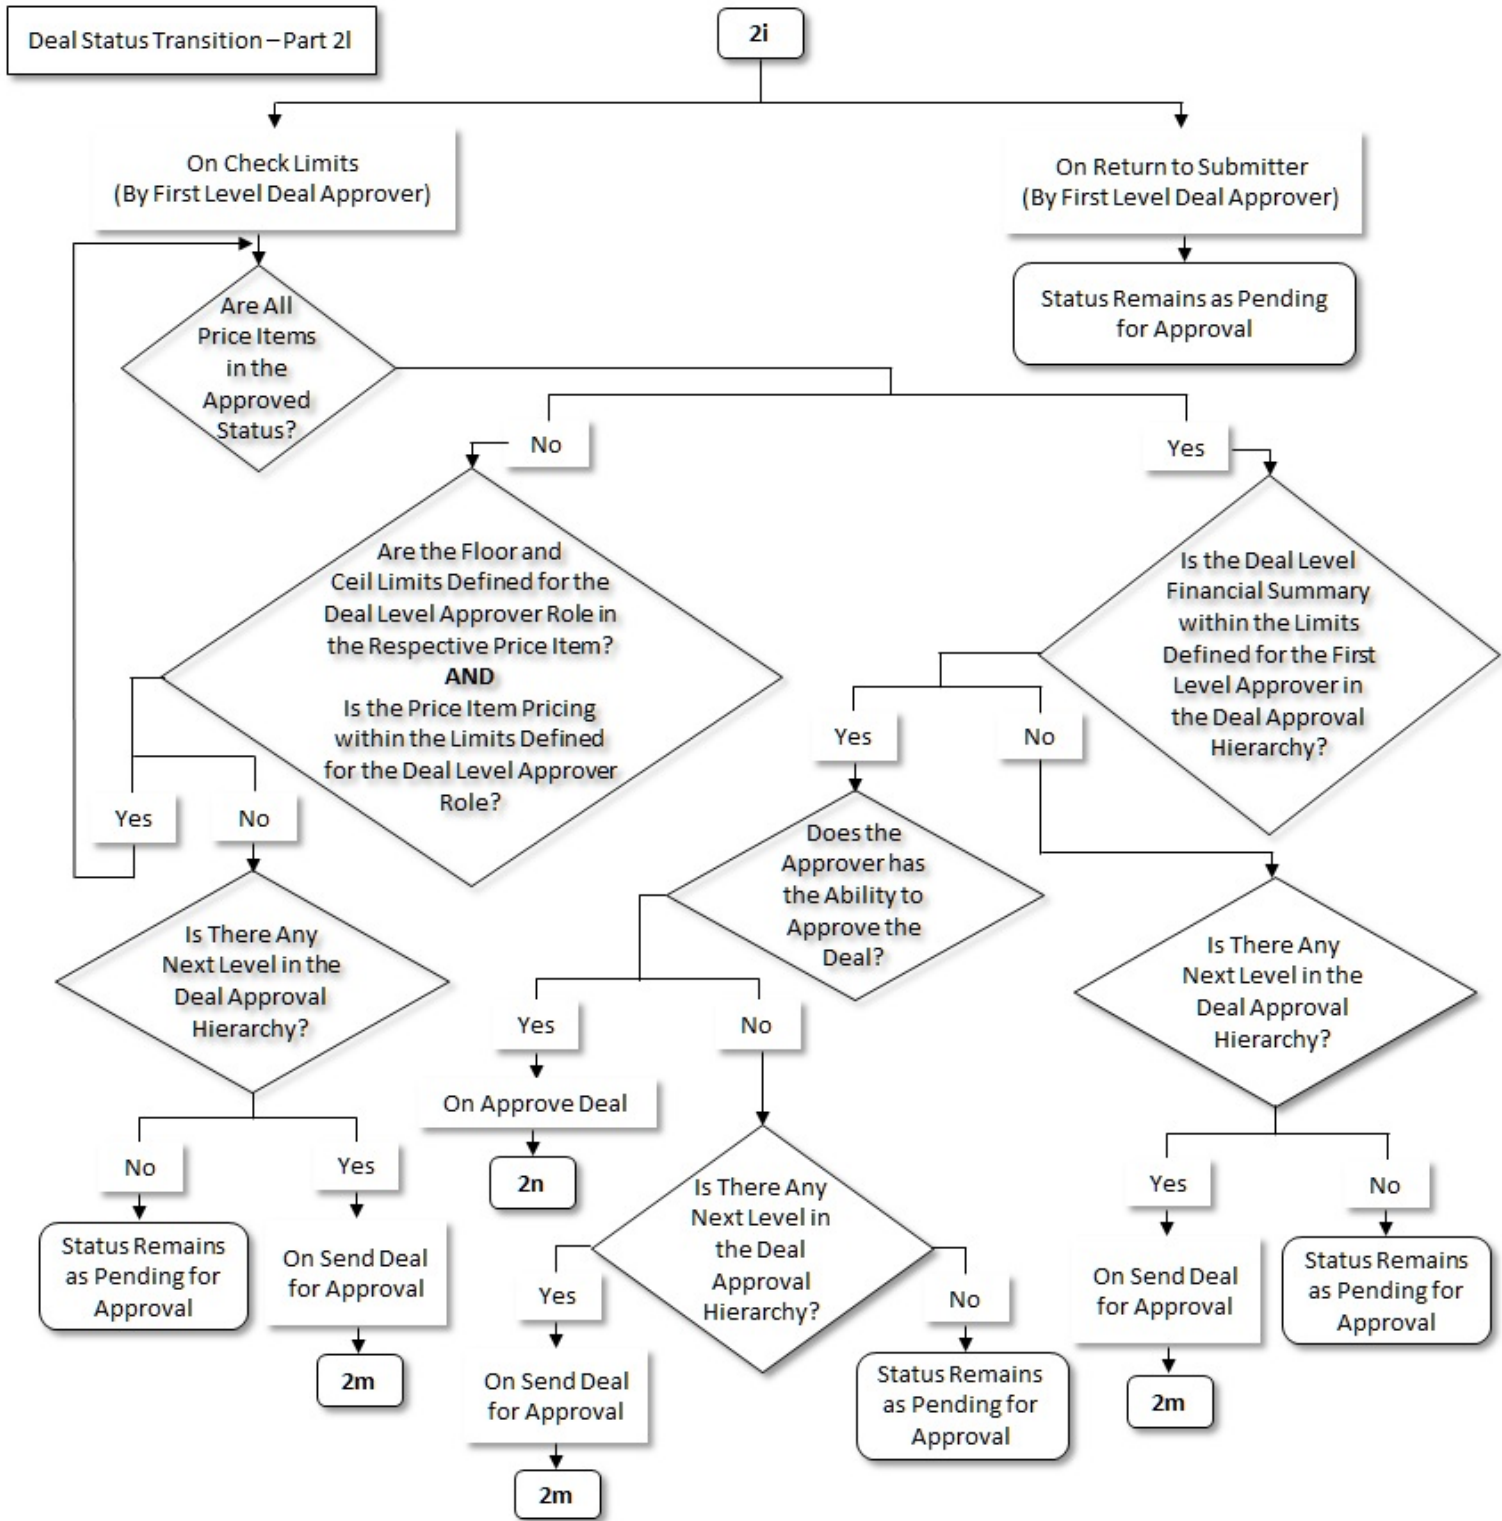 Deal Status Transition – Part 2l
2i
On Check Limits
(By First Level Deal Approver)
On Return to Submitter
(By First Level Deal Approver)
Status Remains as Pending
for Approval
Are All
Price Items
in the
Approved
Status?
No
Yes
Are the Floor and
Ceil Limits Defined for the
Deal Level Approver Role in
the Respective Price Item?
AND
Is the Price Item Pricing
within the Limits Defined
for the Deal Level Approver
Role?
Is the Deal Level
Financial Summary
within the Limits
Defined for the First
Level Approver in
the Deal Approval
Hierarchy?
Yes
No
Yes
No
Does the
Approver has
the Ability to
Approve the
Deal?
Is There Any
Next Level in the
Deal Approval
Hierarchy?
Is There Any
Next Level in the
Deal Approval
Hierarchy?
Yes
No
On Approve Deal
2n
No
Yes
Status Remains
as Pending for
Approval
On Send Deal
for Approval
2m
Is There Any
Next Level in
the Deal
Approval
Hierarchy?
Yes
No
On Send Deal
for Approval
2m
Status Remains
as Pending for
Approval
Yes
No
On Send Deal
for Approval
2m
Status Remains
as Pending for
Approval